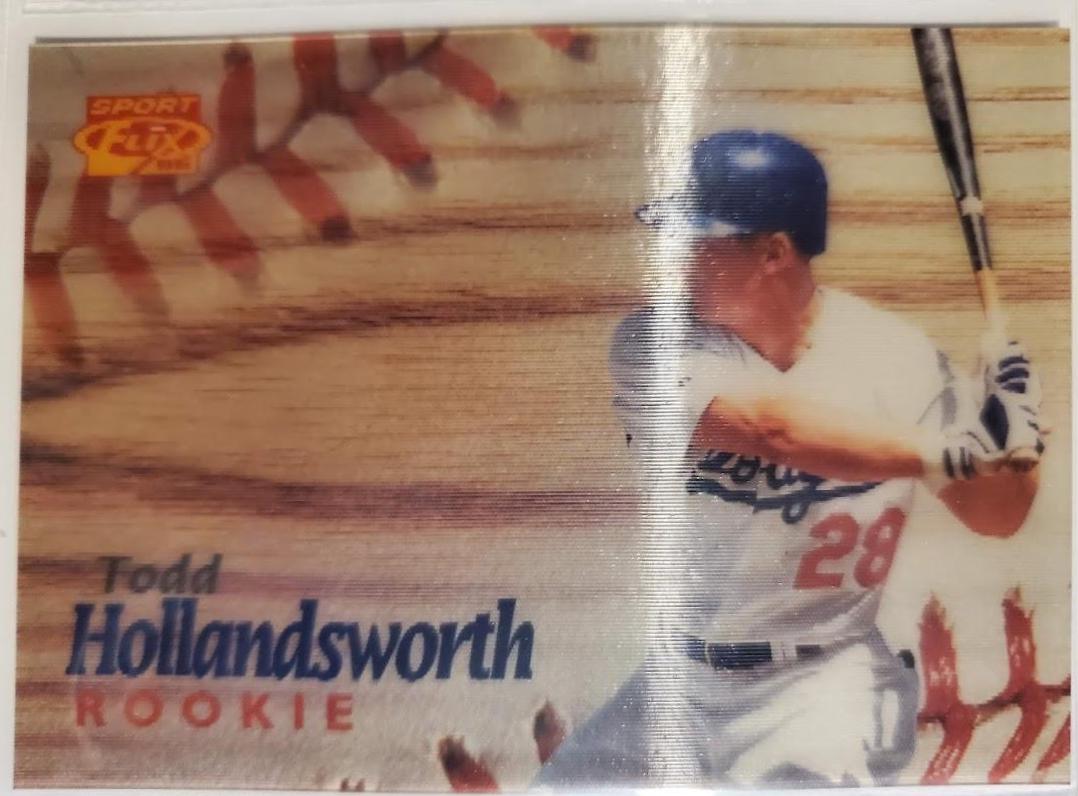 SPORT
FLIX
Todd
Hollandsworth
ROOKIE
28